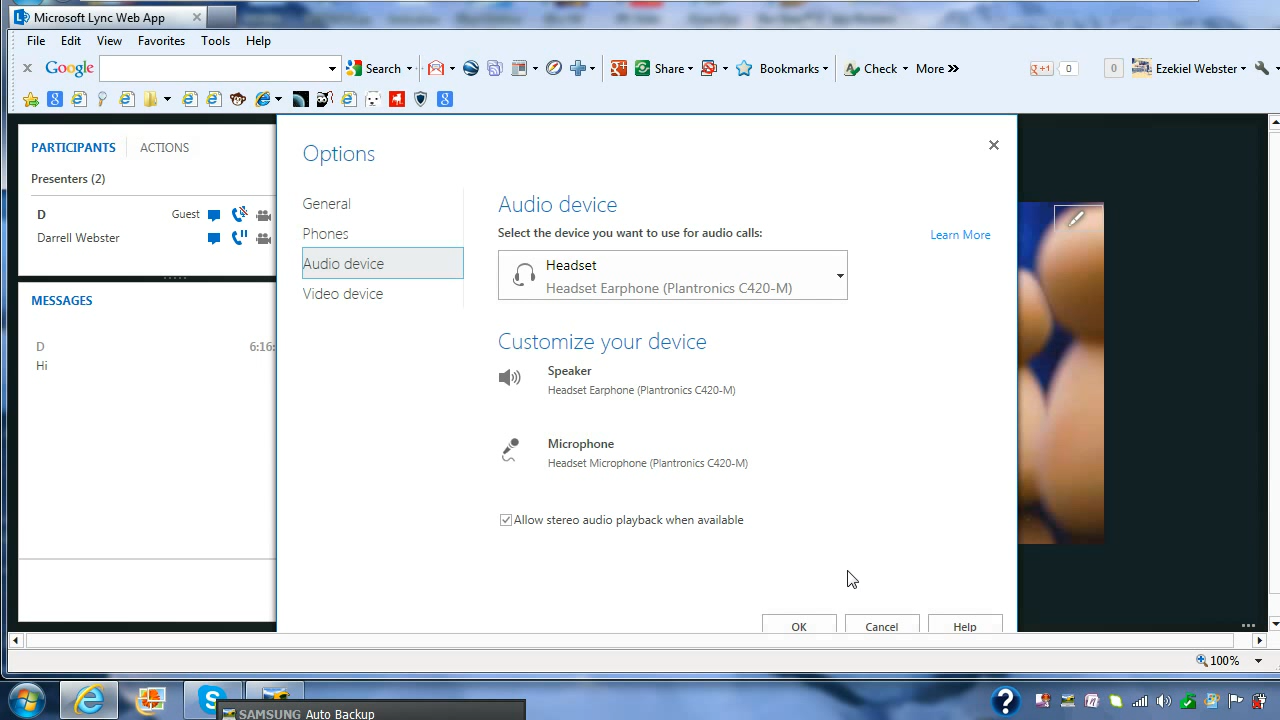 Microsoft Lync Web App
File Edit View Favorites Tools Help
Google Search Share Bookmarks Check More >> +1 0 0 Ezekiel Webster
PARTICIPANTS ACTIONS
Presenters (2)
D Guest
Darrell Webster
MESSAGES
D 6:16:
Hi
Options
General
Phones
Audio device
Video device
Audio device
Select the device you want to use for audio calls:
Learn More
Headset
Headset Earphone (Plantronics C420-M)
Customize your device
Speaker
Headset Earphone (Plantronics C420-M)
Microphone
Headset Microphone (Plantronics C420-M)
Allow stereo audio playback when available
OK Cancel Help
100%
SAMSUNG Auto Backup